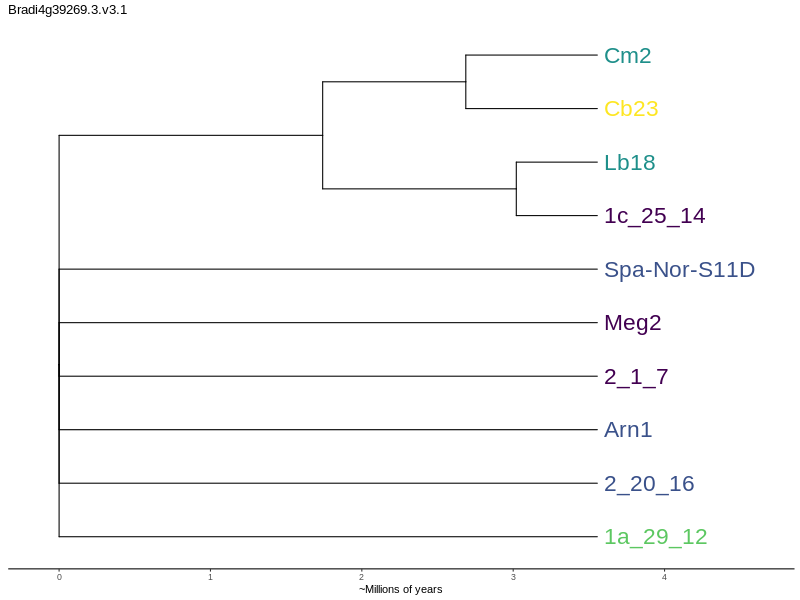 Bradi4g39269.3.v3.1
Cm2
Cb23
Lb18
1c_25_14
Spa-Nor-S11D
Meg2
2_1_7
Arn1
2_20_16
1a_29_12
0 1 2 3 4
~Millions of years